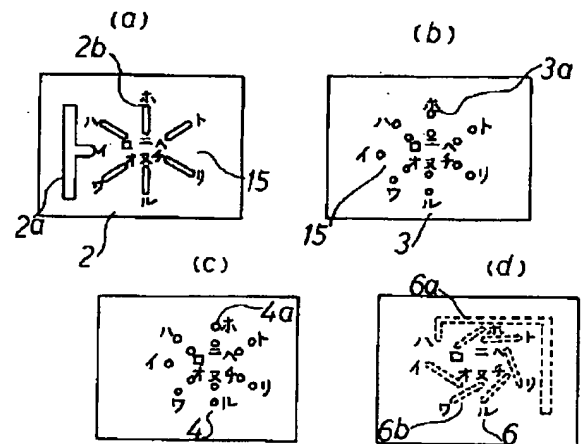 (a)
2b
ホ
ハ ト
イ ロ ニ ヘ
オ ヌ チ 15
ワ リ
ル
2a
2
(b)
3a
ホ
ハ ト
ニ
イ ロ ヘ
オ ヌ チ
15 ワ リ
ル
3
(c)
4a
ホ
ハ ト
ニ
イ ロ ヘ
オ ヌ チ
ワ リ
ル
4
(d)
6a
ホ
ハ ト
ロ ニ ヘ
イ オ ヌ チ
リ
ワ ル
6b 6